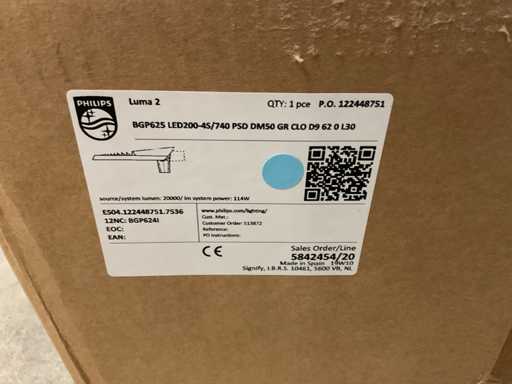 PHILIPS
Luma 2
QTY: 1 pce P.O. 122448751
BGP625 LED200-4S/740 PSD DM50 GR CLO D9 62 0 L30
source/system lumen: 20000/ lm system power: 114W
ES04.122448751.7536
12NC: BGP624I
EOC:
EAN:
www.philips.com/lighting/
Cust. Mat.:
Customer Order: 513872
Reference:
PO Instructions:
CE
Sales Order/Line
5842454/20
Made in Spain 19W10
Signify, I.B.R.S. 10461, 5600 VB, NL